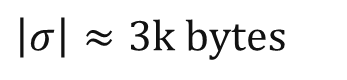 |σ| ≈ 3k bytes